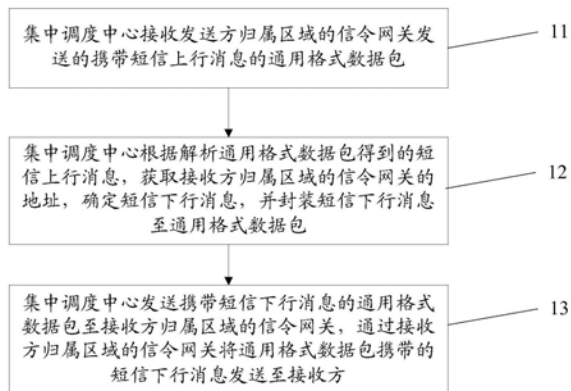 集中调度中心接收发送方归属区域的信令网关发
送的携带短信上行消息的通用格式数据包
11
集中调度中心根据解析通用格式数据包得到的短
信上行消息，获取接收方归属区域的信令网关的
地址，确定短信下行消息，并封装短信下行消息
至通用格式数据包
12
集中调度中心发送携带短信下行消息的通用格式
数据包至接收方归属区域的信令网关，通过接收
方归属区域的信令网关将通用格式数据包携带的
短信下行消息发送至接收方
13